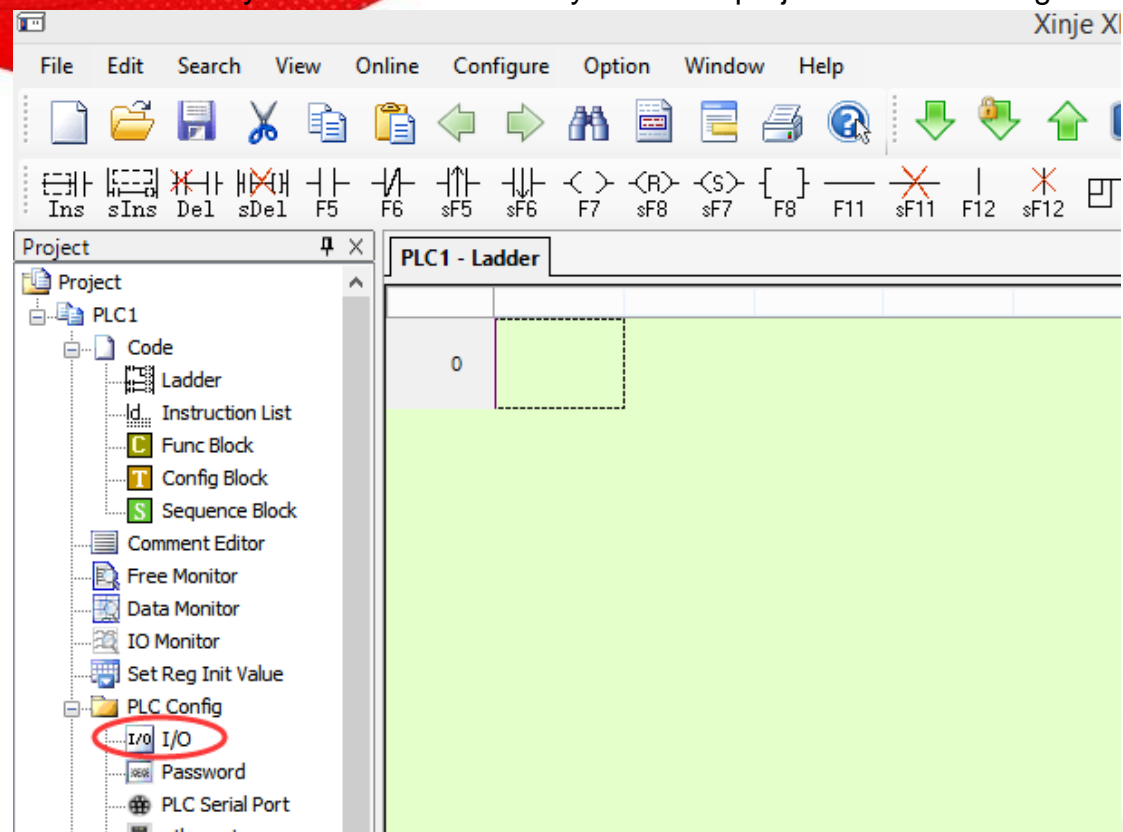 Xinje X
File Edit Search View Online Configure Option Window Help
Ins sIns Del sDel F5 F6 sF5 sF6 F7 sF8 sF7 F8 F11 sF11 F12 sF12
Project
PLC1 - Ladder
Project
PLC1
Code
0
Ladder
Instruction List
C Func Block
T Config Block
S Sequence Block
Comment Editor
Free Monitor
Data Monitor
IO Monitor
Set Reg Init Value
PLC Config
I/O I/O
Password
PLC Serial Port